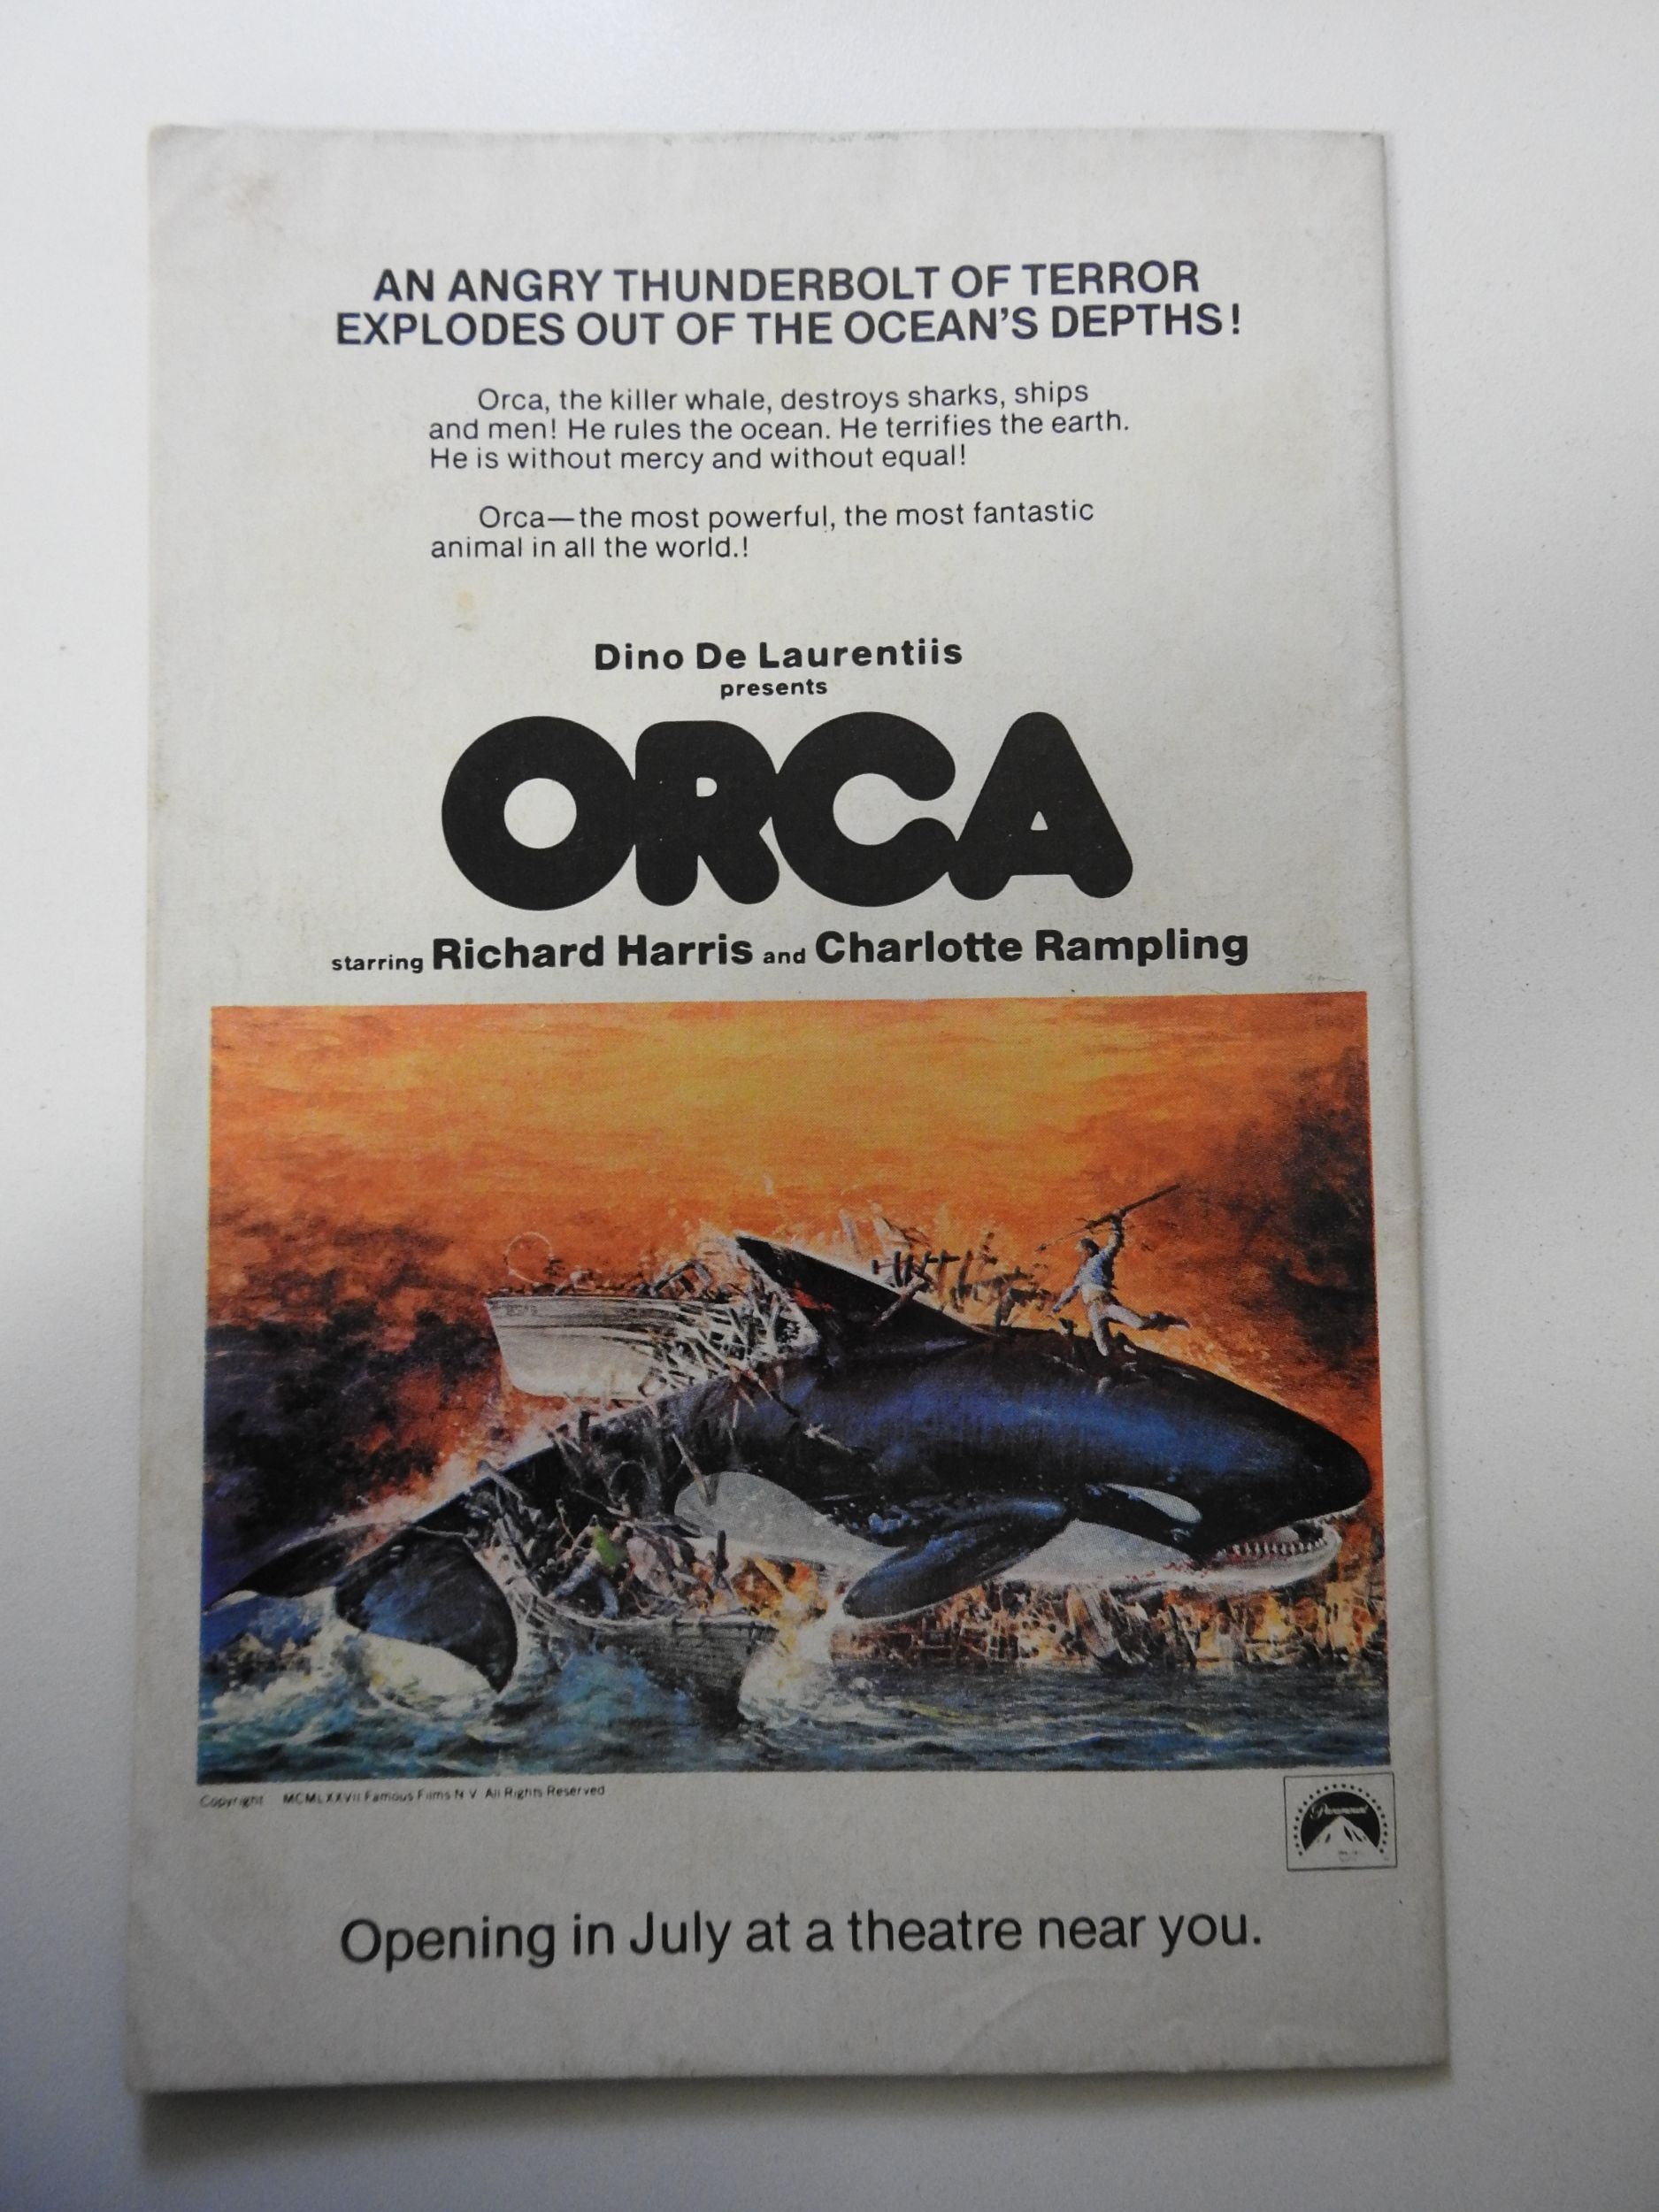 AN ANGRY THUNDERBOLT OF TERROR
EXPLODES OUT OF THE OCEAN'S DEPTHS!
Orca, the killer whale, destroys sharks, ships
and men! He rules the ocean. He terrifies the earth.
He is without mercy and without equal!
Orca—the most powerful, the most fantastic
animal in all the world.!
Dino De Laurentiis
presents
ORCA
starring Richard Harris and Charlotte Rampling
Copyright MCMLXXVII Famous Films N V All Rights Reserved
Paramount
Opening in July at a theatre near you.